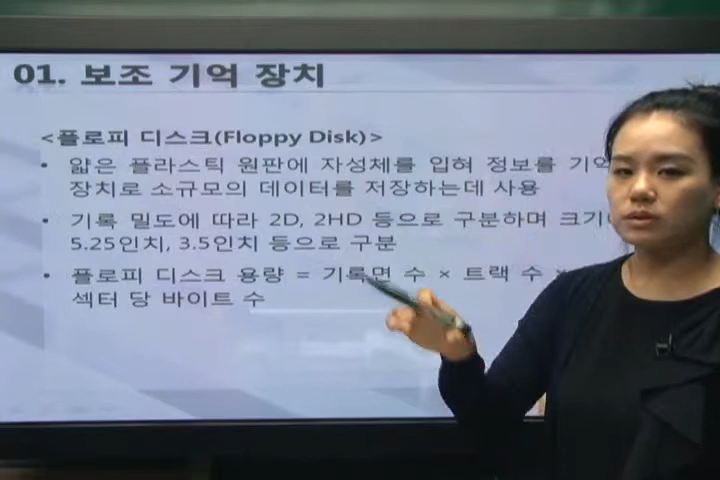 01. 보조 기억 장치
<플로피 디스크(Floppy Disk)>
• 얇은 플라스틱 원판에 자성체를 입혀 정보를 기억
장치로 소규모의 데이터를 저장하는데 사용
• 기록 밀도에 따라 2D, 2HD 등으로 구분하며
5.25인치, 3.5인치 등으로 구분
• 플로피 디스크 용량 = 기록면 수 × 트랙 수 ×
섹터 당 바이트 수